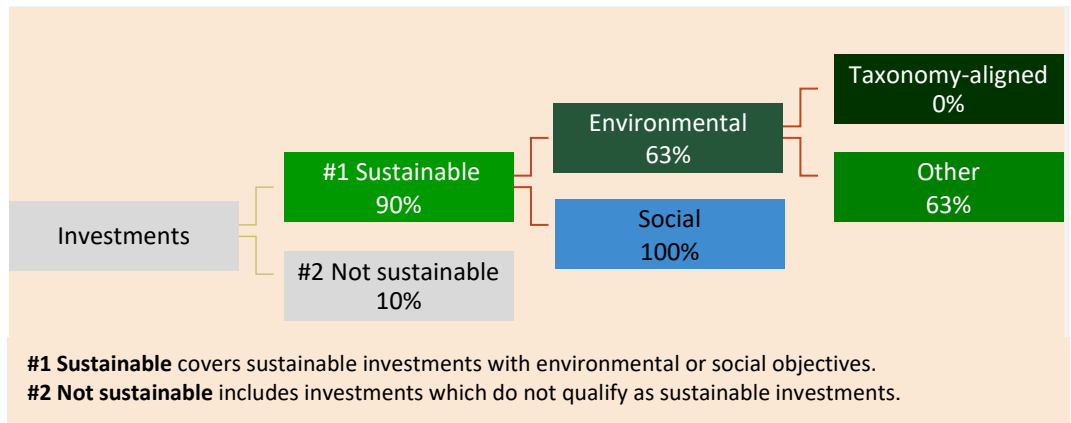 Investments
#1 Sustainable
90%
#2 Not sustainable
10%
Environmental
63%
Social
100%
Taxonomy-aligned
0%
Other
63%
#1 Sustainable covers sustainable investments with environmental or social objectives.
#2 Not sustainable includes investments which do not qualify as sustainable investments.